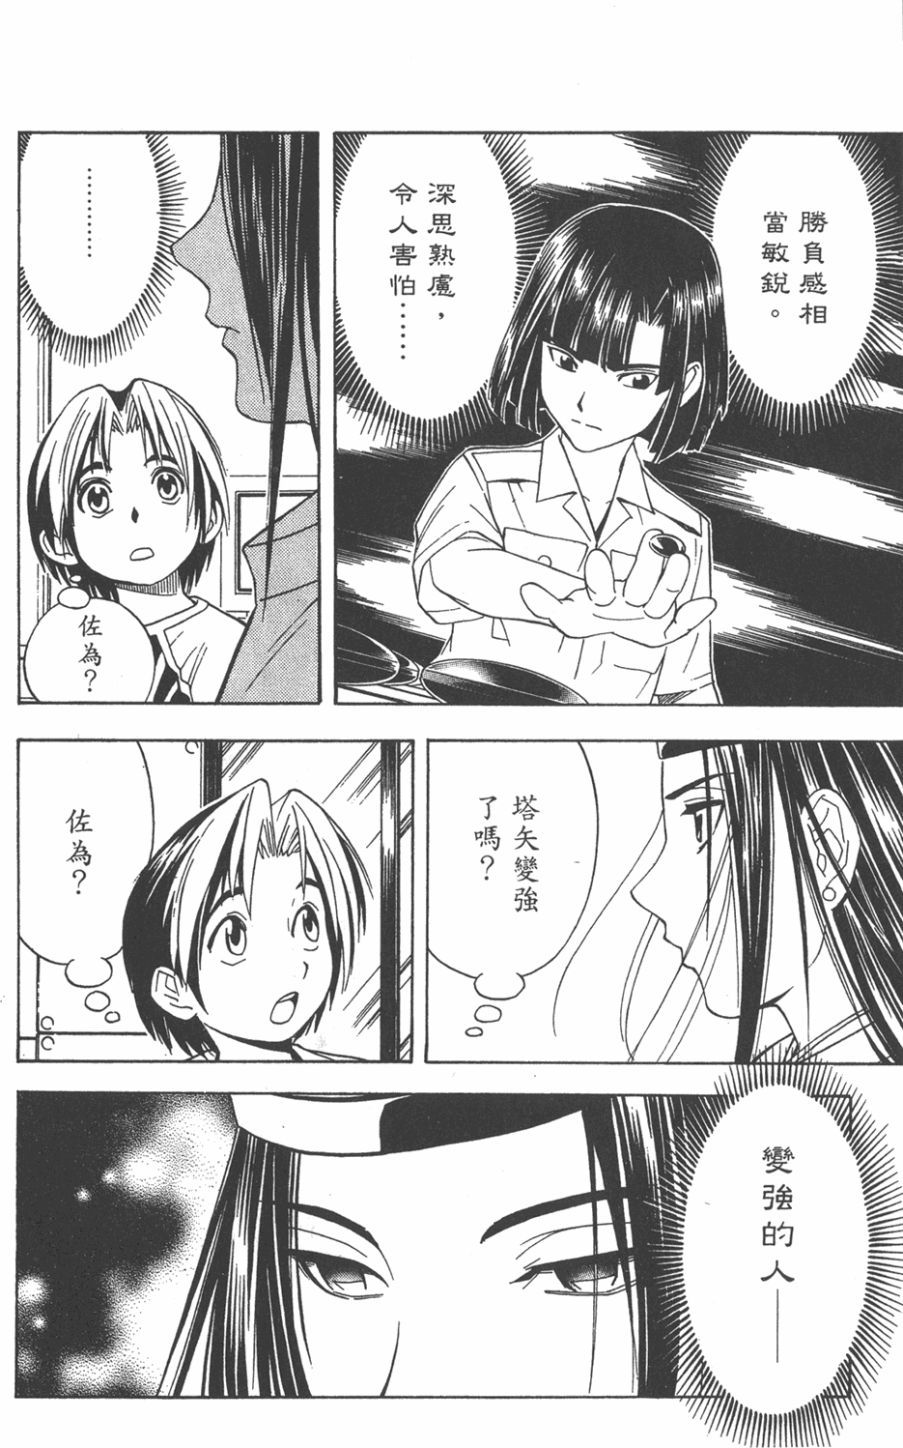 勝負感相
當敏銳。
深思熟慮，
令人害怕……
………
佐為？
塔矢變強
了嗎？
佐為？
變強的人——